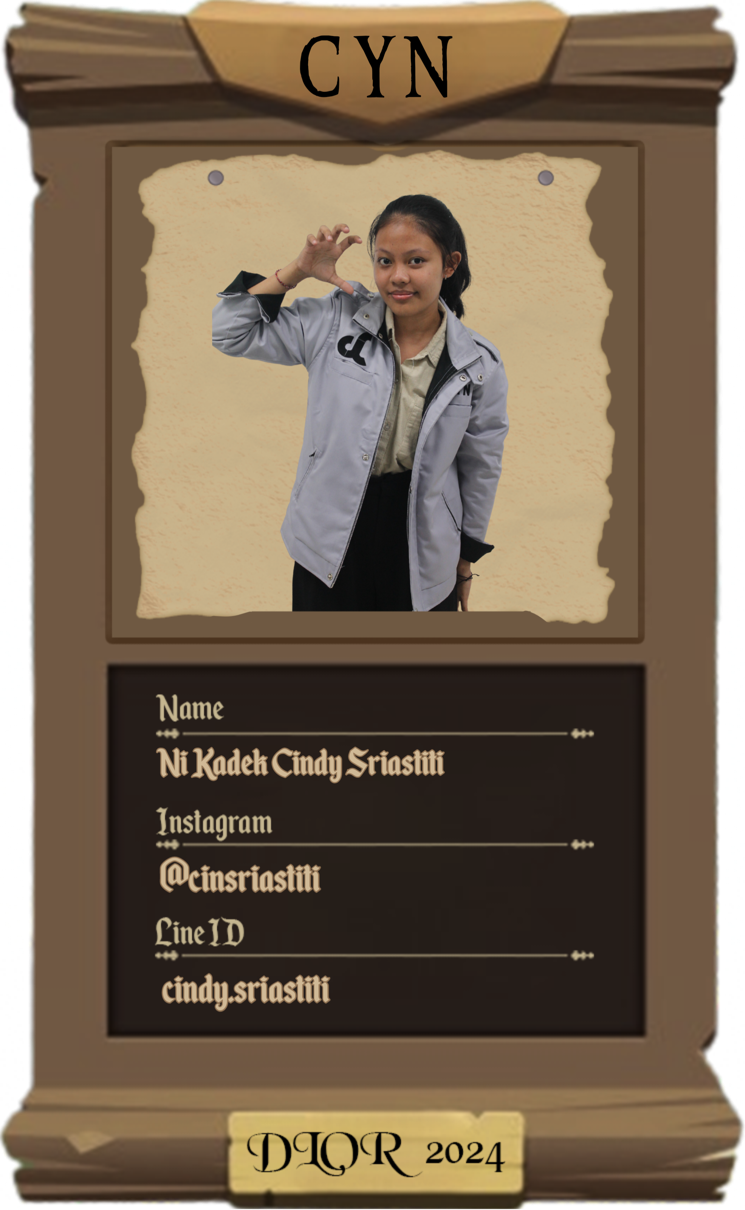 CYN
Name
Ni Kadek Cindy Sriastiti
Instagram
@cinsriastiti
Line ID
cindy.sriastiti
DLOR 2024